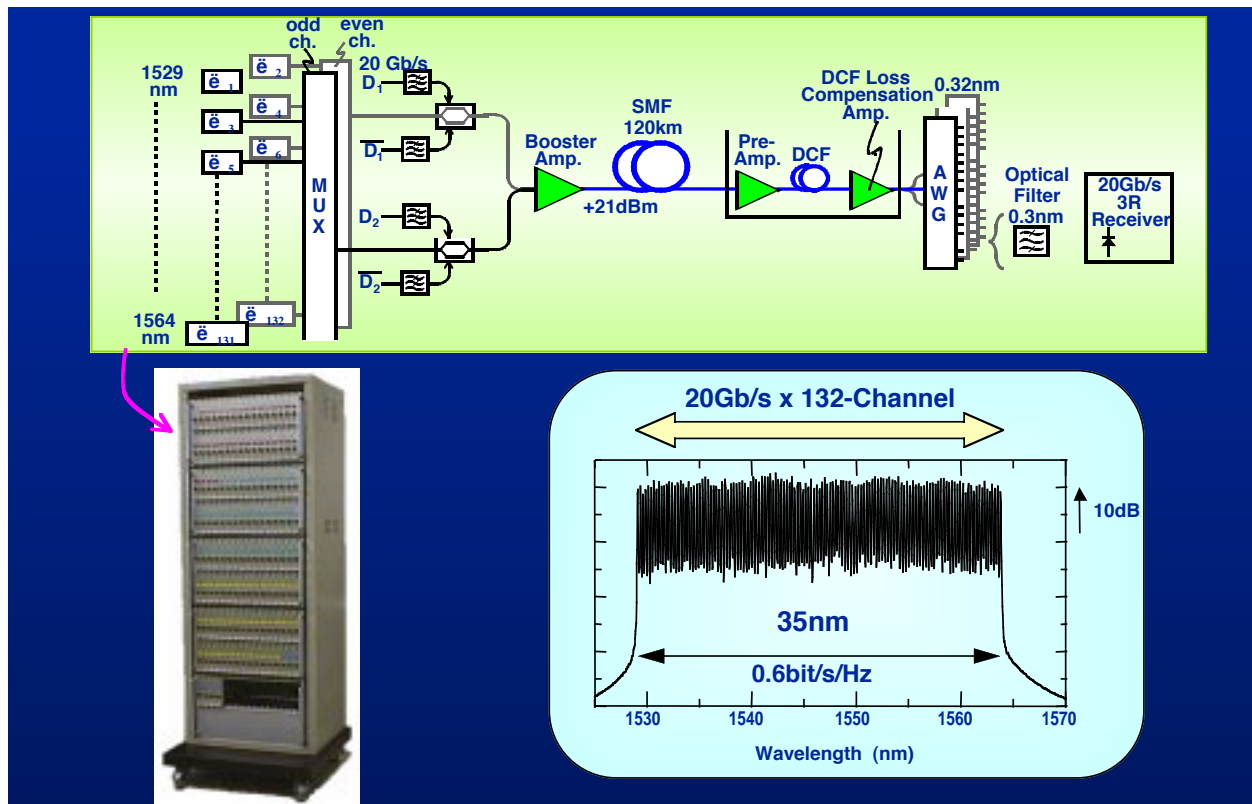 odd
ch.
even
ch.
20 Gb/s
1529
nm
ë 1
ë 2
ë 3
ë 4
ë 5
ë 6
ë 131
ë 132
1564
nm
M
U
X
D1
D1
D2
D2
Booster
Amp.
+21dBm
SMF
120km
Pre-
Amp.
DCF
DCF Loss
Compensation
Amp.
0.32nm
A
W
G
Optical
Filter
0.3nm
20Gb/s
3R
Receiver
20Gb/s x 132-Channel
10dB
35nm
0.6bit/s/Hz
1530
1540
1550
1560
1570
Wavelength (nm)